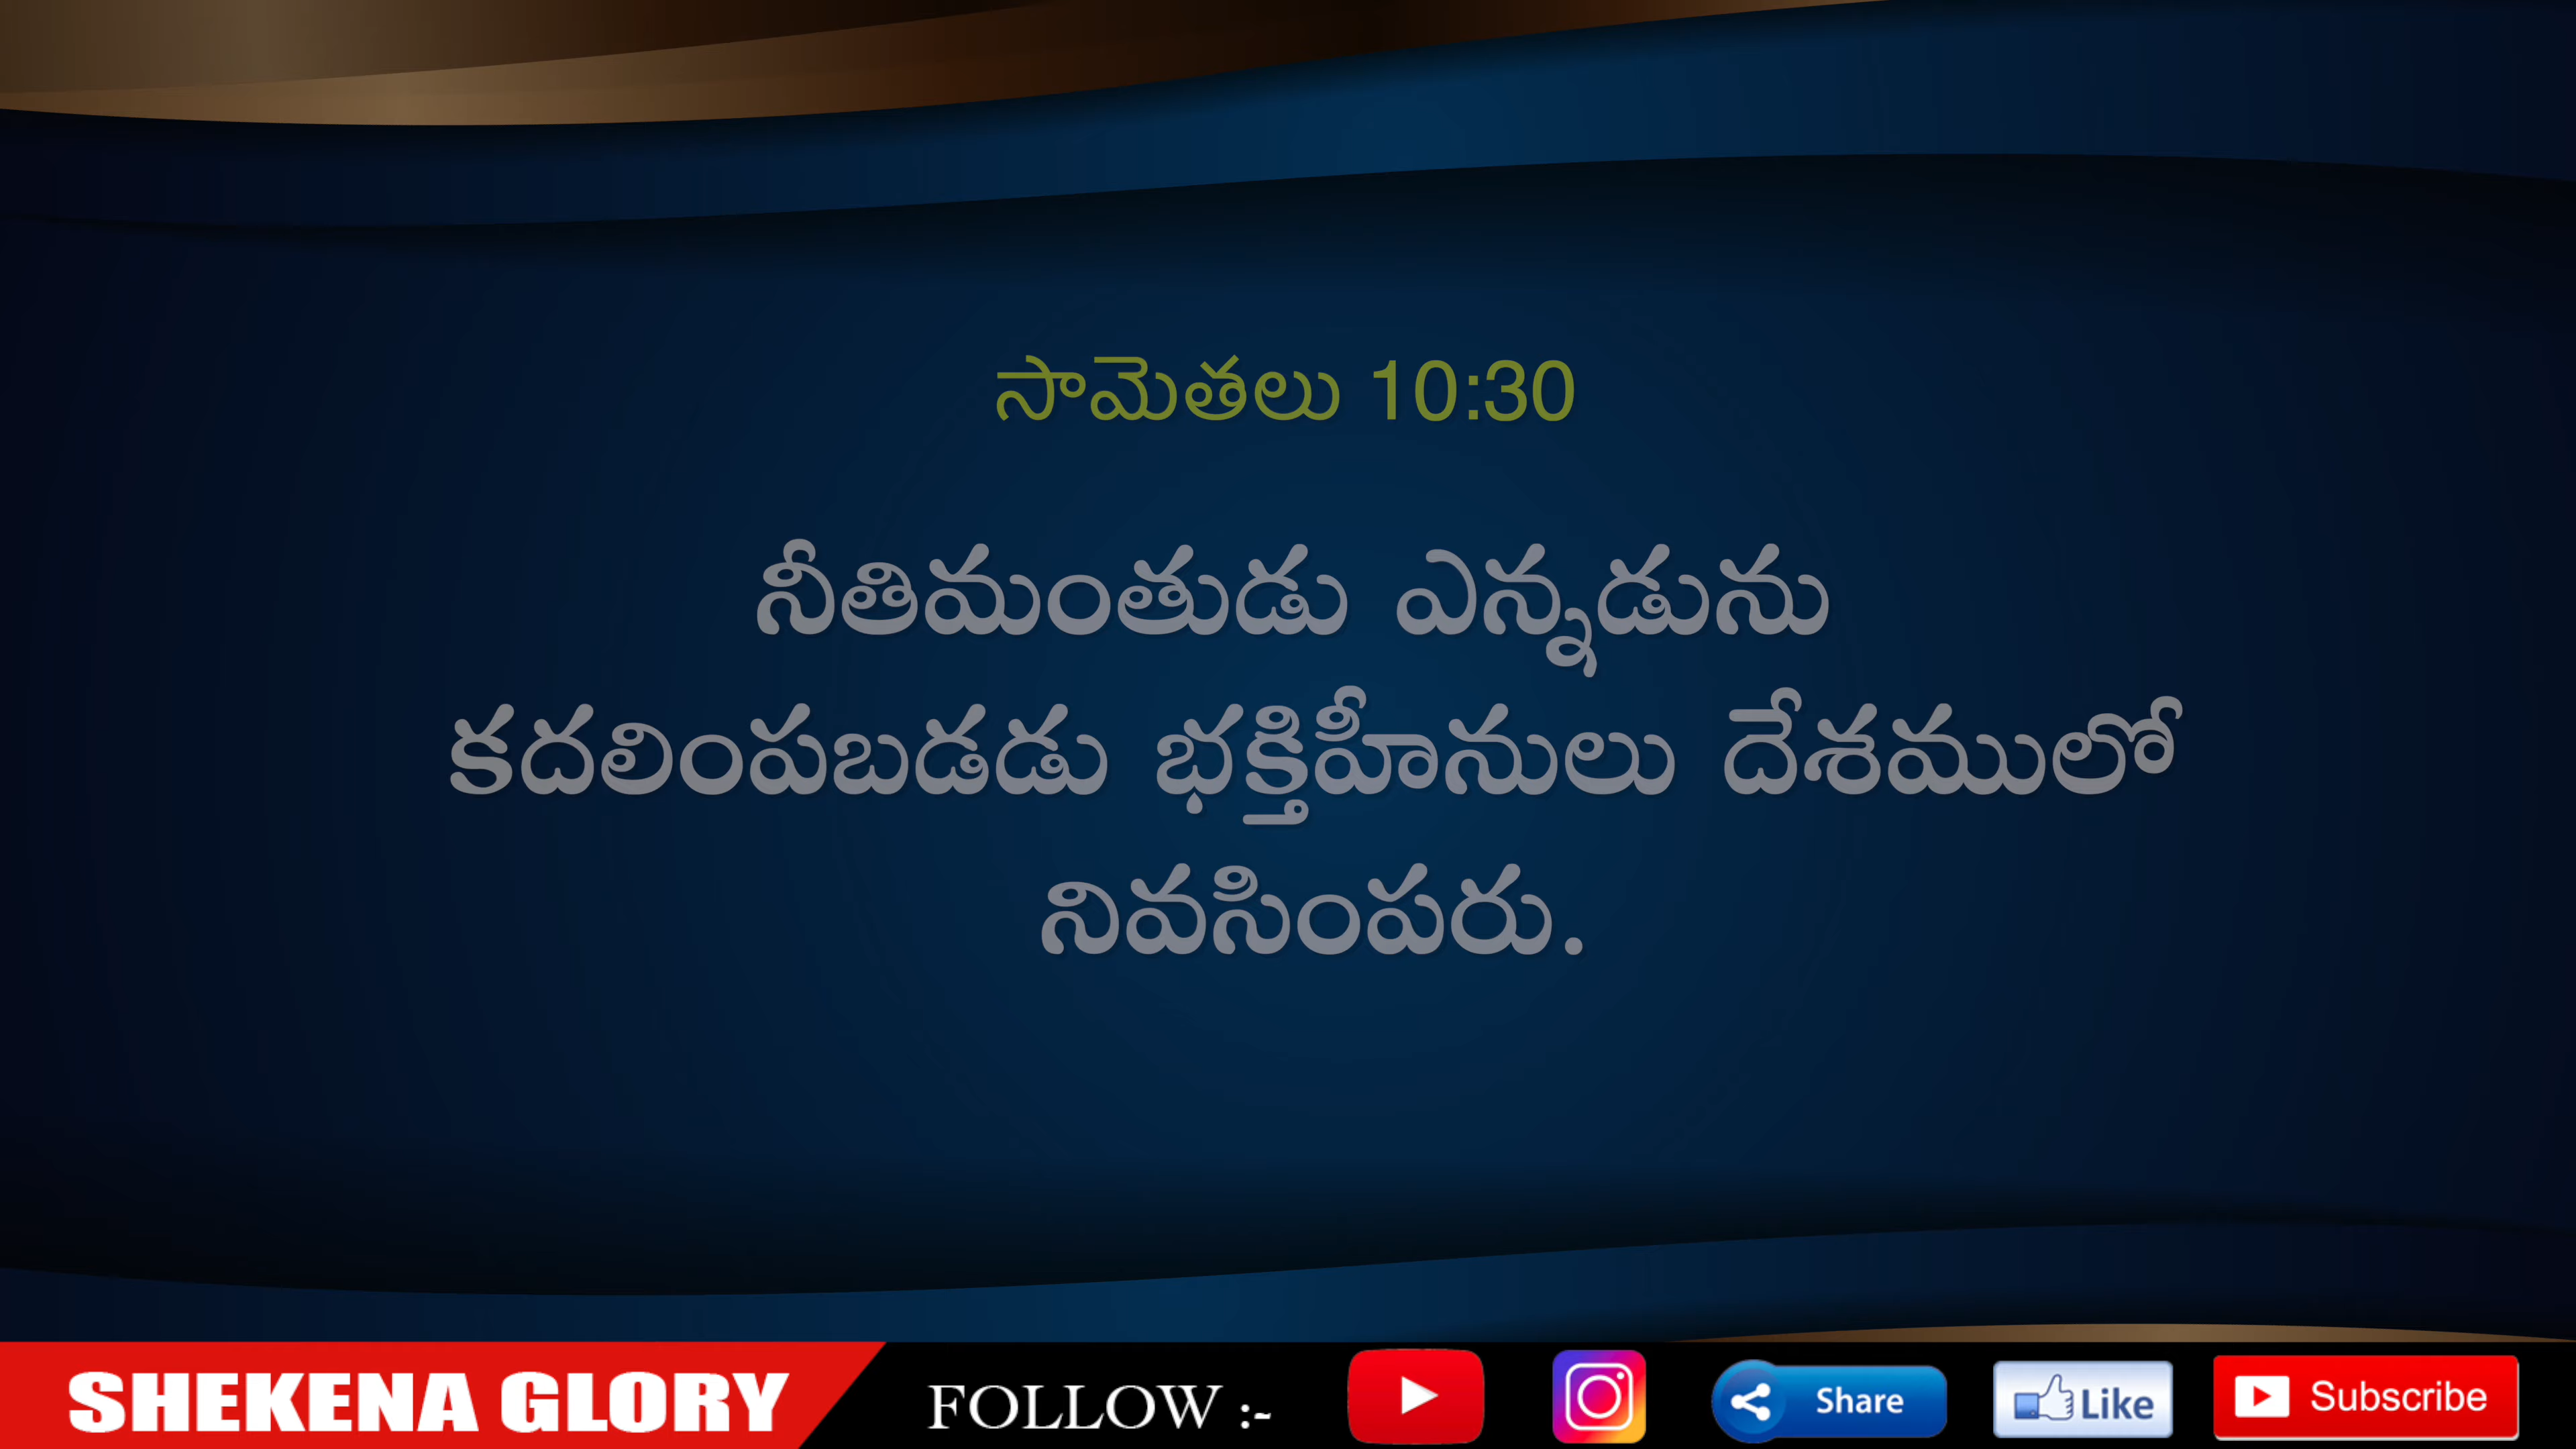 సామెతలు 10:30
నీతిమంతుడు ఎన్నడును
కదలింపబడడు భక్తిహీనులు దేశములో
నివసింపరు.
SHEKENA GLORY FOLLOW :- Share Like Subscribe